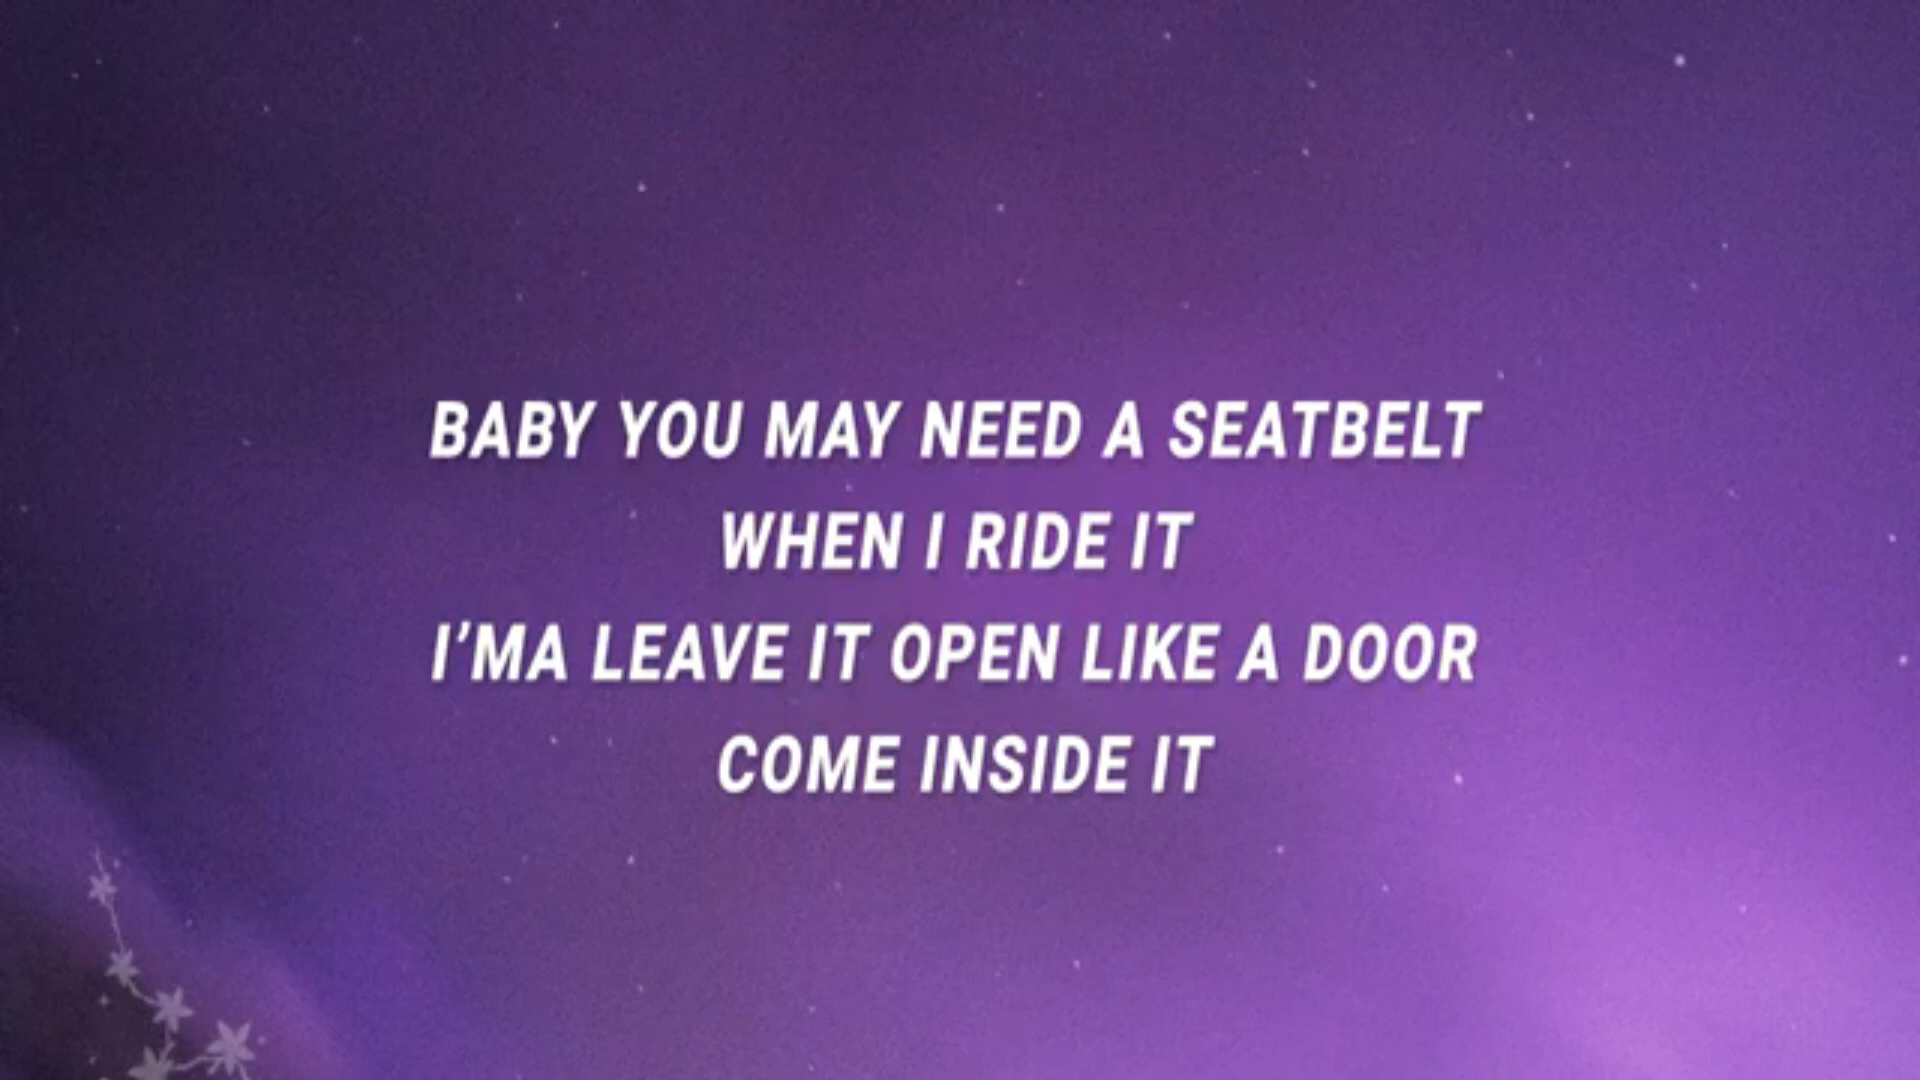 BABY YOU MAY NEED A SEATBELT
WHEN I RIDE IT
I’MA LEAVE IT OPEN LIKE A DOOR
COME INSIDE IT